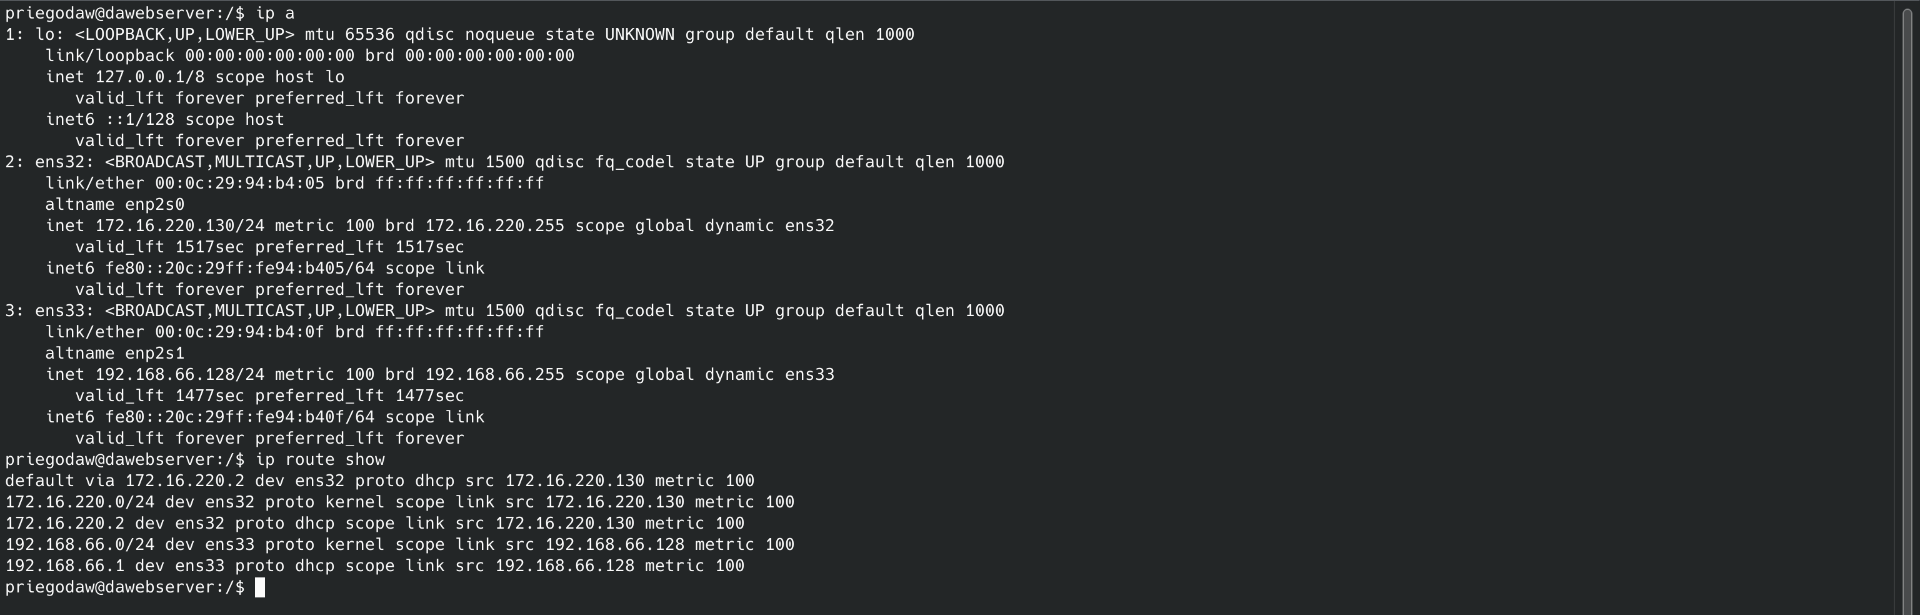 priegodaw@dawebserver:/$ ip a
1: lo: <LOOPBACK,UP,LOWER_UP> mtu 65536 qdisc noqueue state UNKNOWN group default qlen 1000
    link/loopback 00:00:00:00:00:00 brd 00:00:00:00:00:00
    inet 127.0.0.1/8 scope host lo
       valid_lft forever preferred_lft forever
    inet6 ::1/128 scope host
       valid_lft forever preferred_lft forever
2: ens32: <BROADCAST,MULTICAST,UP,LOWER_UP> mtu 1500 qdisc fq_codel state UP group default qlen 1000
    link/ether 00:0c:29:94:b4:05 brd ff:ff:ff:ff:ff:ff
    altname enp2s0
    inet 172.16.220.130/24 metric 100 brd 172.16.220.255 scope global dynamic ens32
       valid_lft 1517sec preferred_lft 1517sec
    inet6 fe80::20c:29ff:fe94:b405/64 scope link
       valid_lft forever preferred_lft forever
3: ens33: <BROADCAST,MULTICAST,UP,LOWER_UP> mtu 1500 qdisc fq_codel state UP group default qlen 1000
    link/ether 00:0c:29:94:b4:0f brd ff:ff:ff:ff:ff:ff
    altname enp2s1
    inet 192.168.66.128/24 metric 100 brd 192.168.66.255 scope global dynamic ens33
       valid_lft 1477sec preferred_lft 1477sec
    inet6 fe80::20c:29ff:fe94:b40f/64 scope link
       valid_lft forever preferred_lft forever
priegodaw@dawebserver:/$ ip route show
default via 172.16.220.2 dev ens32 proto dhcp src 172.16.220.130 metric 100
172.16.220.0/24 dev ens32 proto kernel scope link src 172.16.220.130 metric 100
172.16.220.2 dev ens32 proto dhcp scope link src 172.16.220.130 metric 100
192.168.66.0/24 dev ens33 proto kernel scope link src 192.168.66.128 metric 100
192.168.66.1 dev ens33 proto dhcp scope link src 192.168.66.128 metric 100
priegodaw@dawebserver:/$